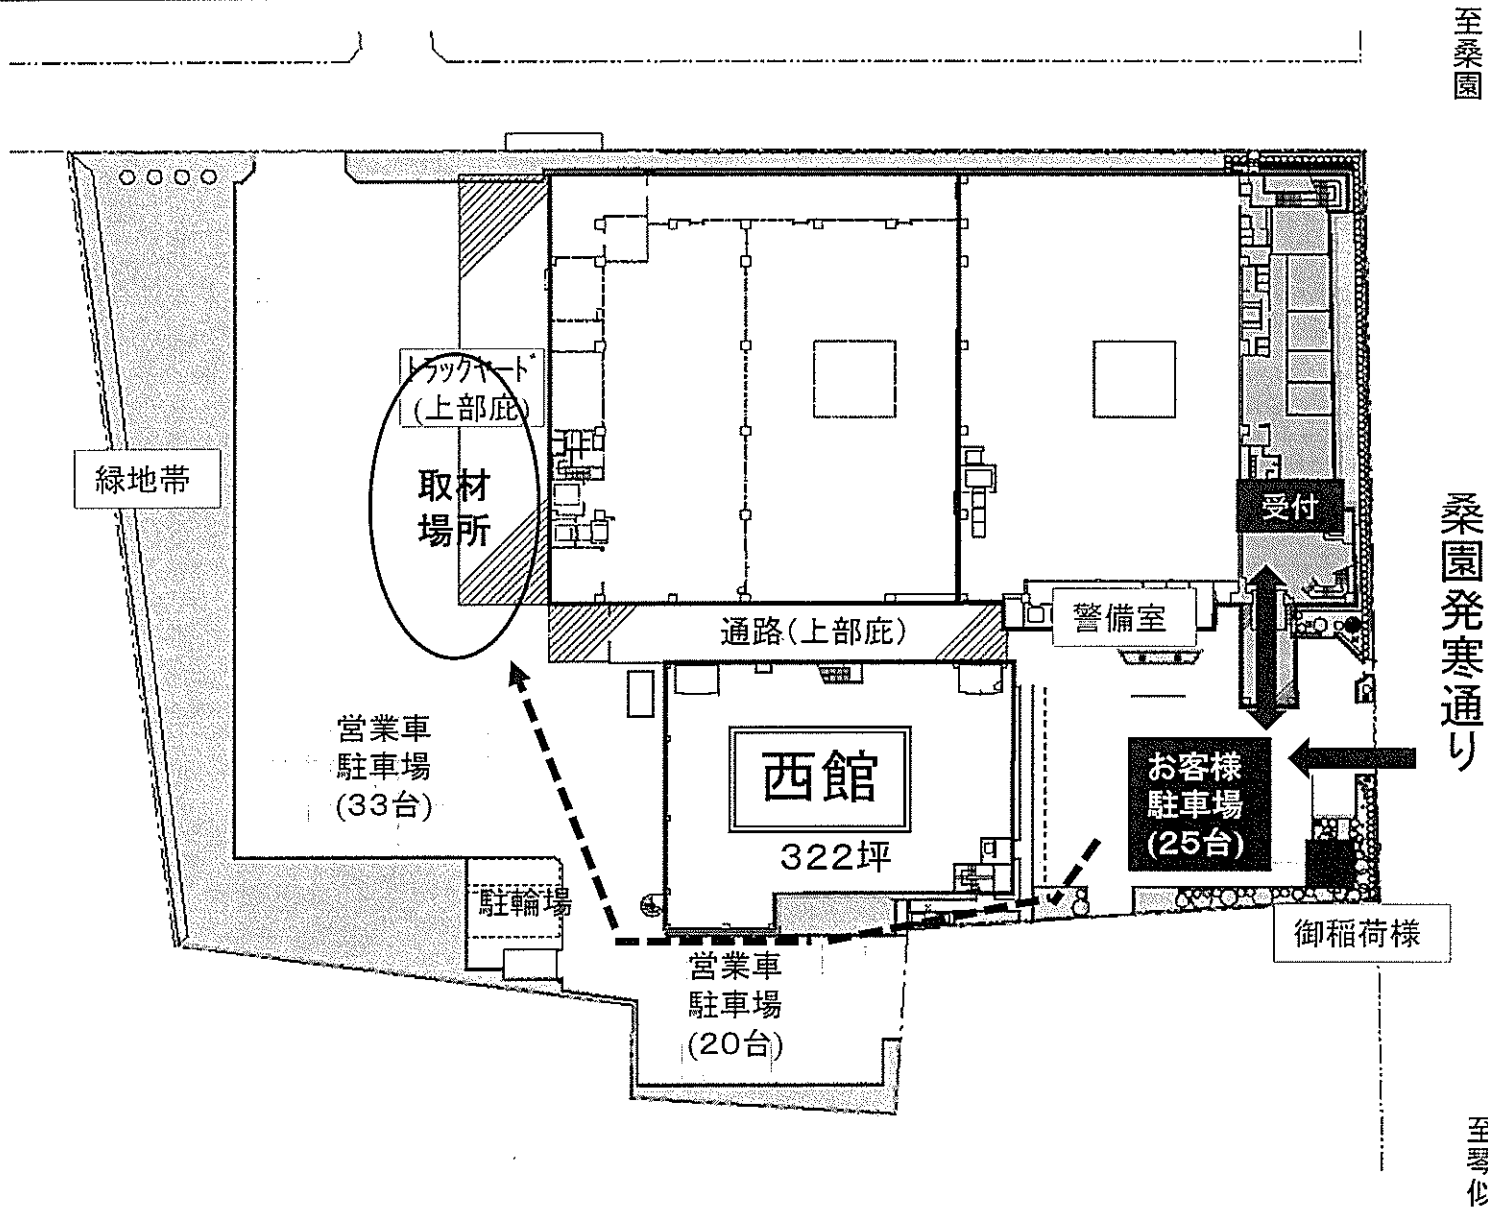 至桑園
トラックヤード
(上部庇)
緑地帯
取材
場所
受付
桑園発寒通り
通路(上部庇)
警備室
営業車
駐車場
(33台)
西館
322坪
お客様
駐車場
(25台)
駐輪場
御稲荷様
営業車
駐車場
(20台)
至琴似